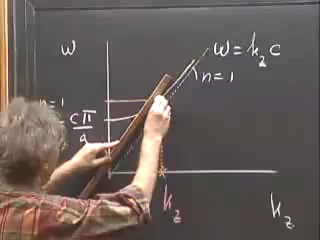 ω
ω = k_z c
n = 1
n = 1
= cπ/a
k_z
k_z